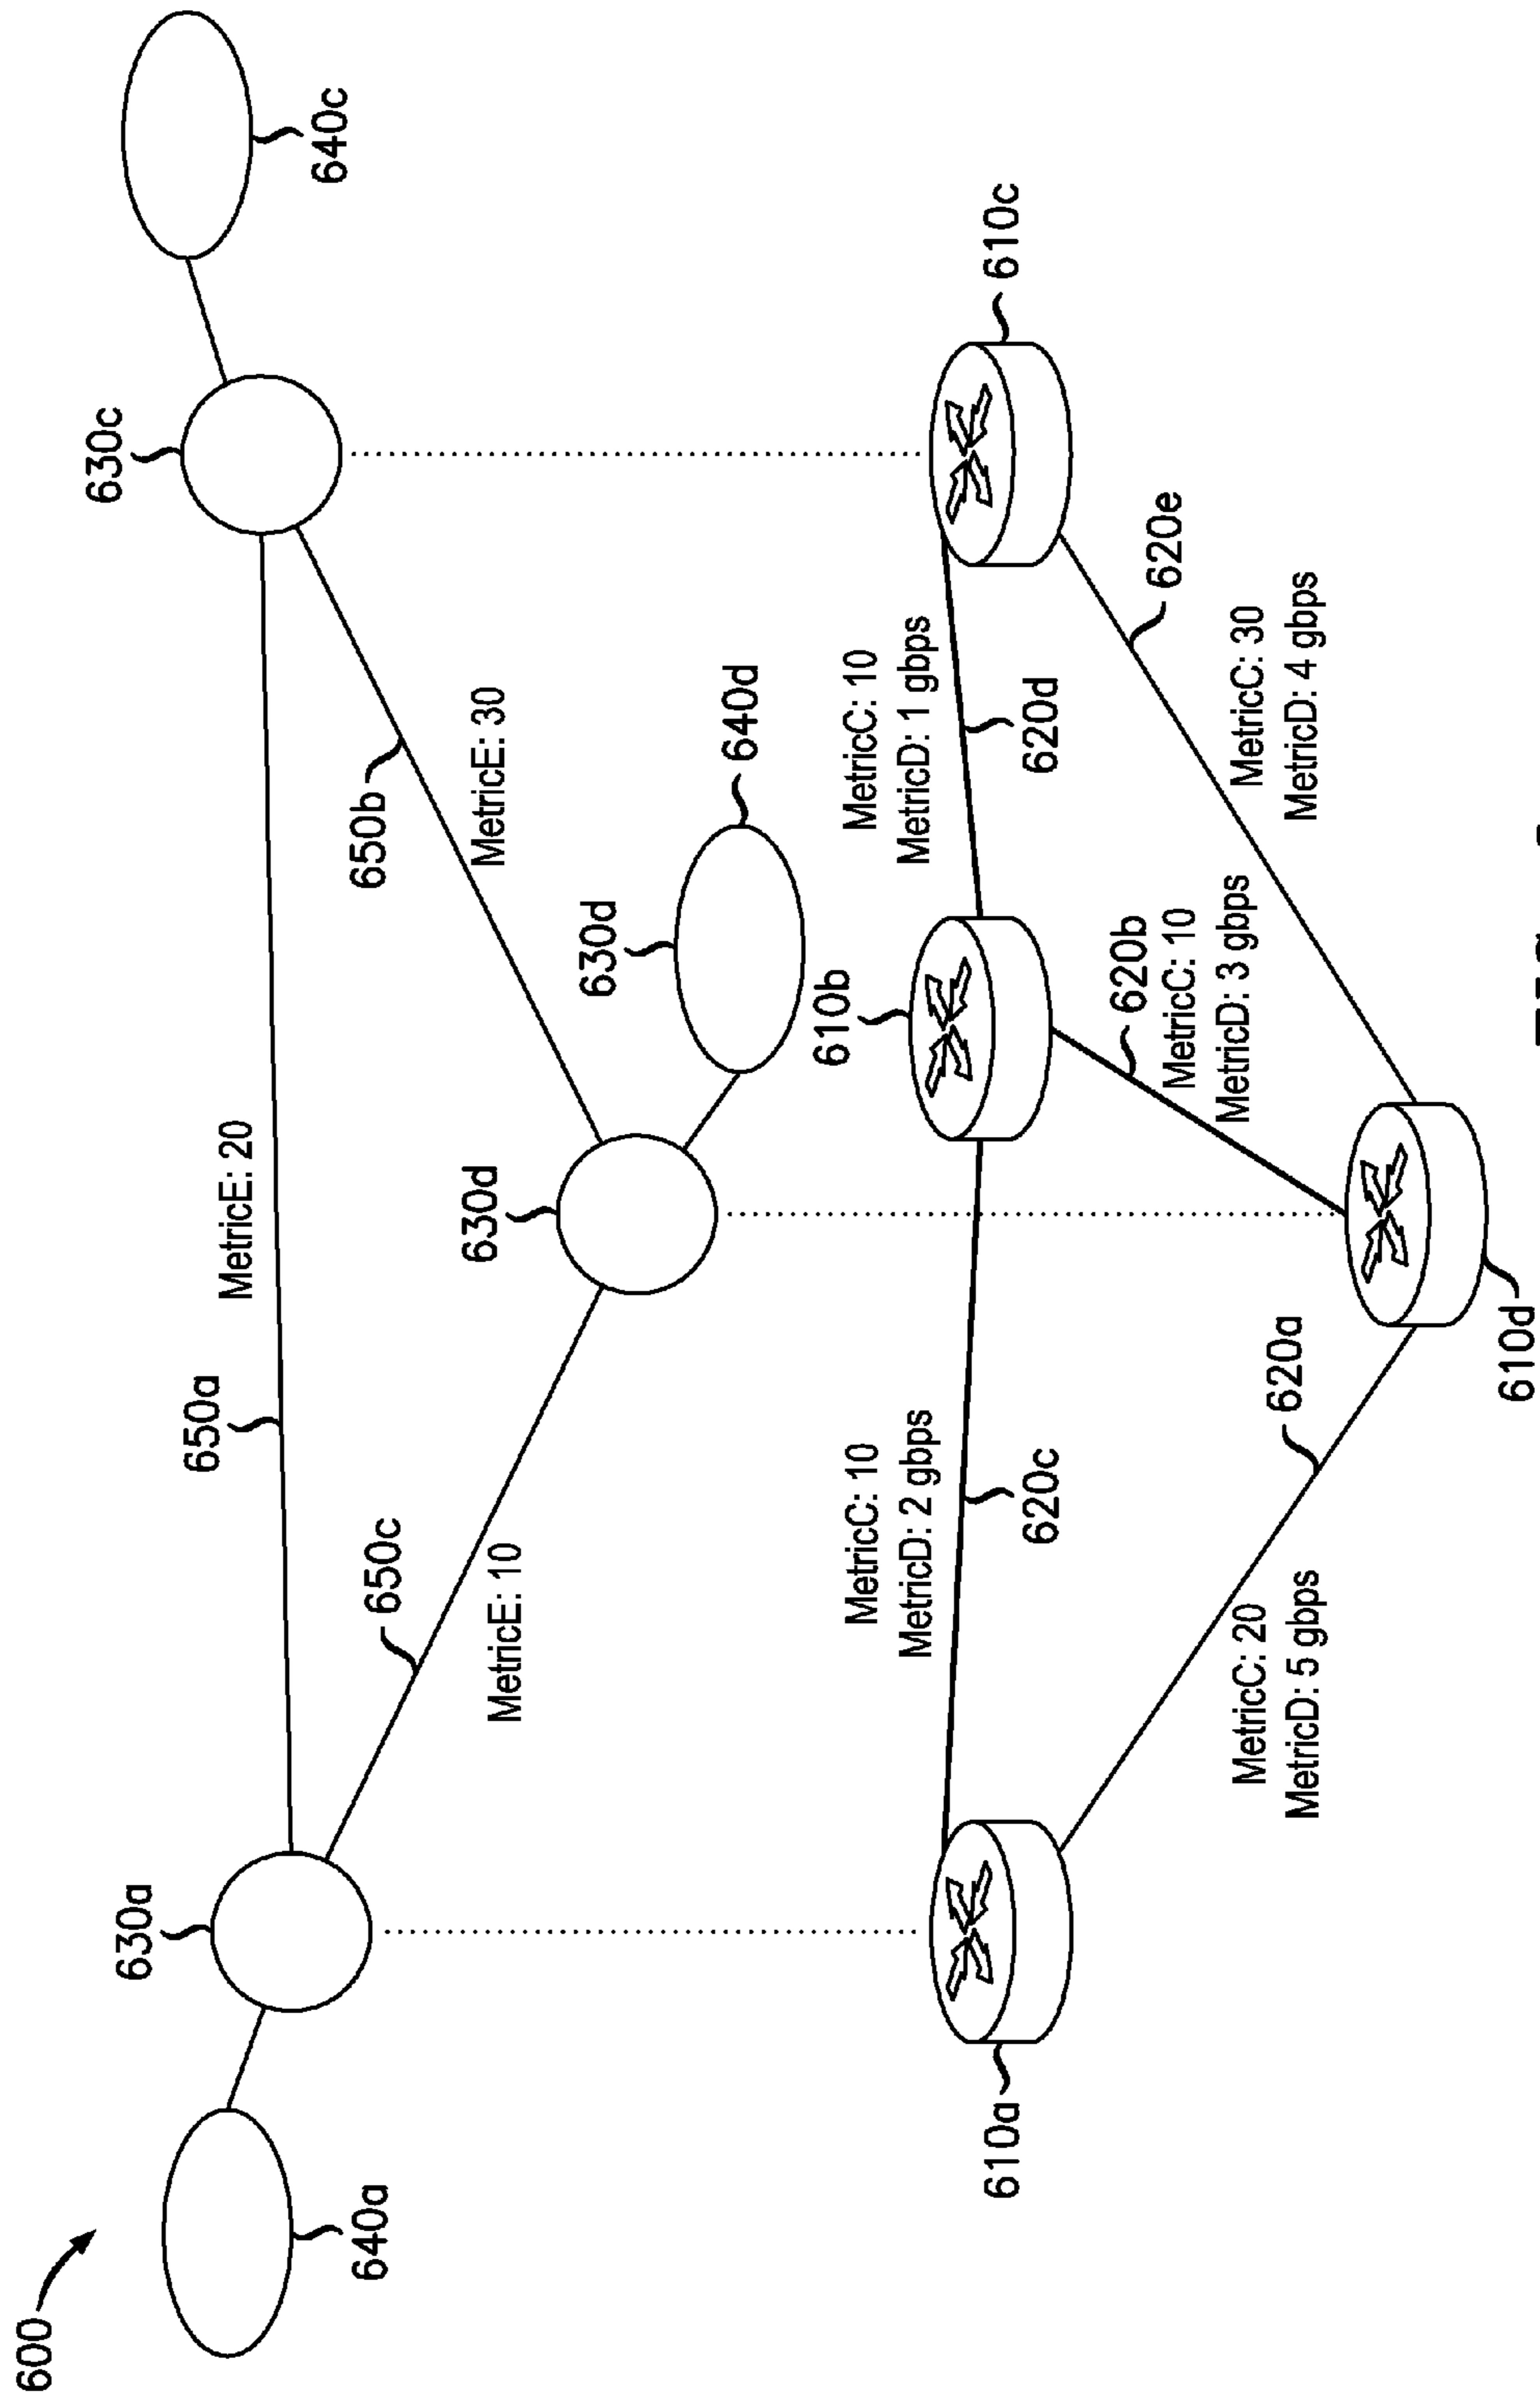 600
630c
630a
650a
MetricE: 20
640c
640a
650b
650c
630d
MetricE: 30
MetricE: 10
630d
640d
610b
MetricC: 10
MetricD: 2 gbps
MetricC: 10
MetricD: 1 gbps
610a
610c
620c
620d
620b
MetricC: 10
MetricD: 3 gbps
620e
MetricC: 20
MetricD: 5 gbps
620a
MetricC: 30
MetricD: 4 gbps
610d